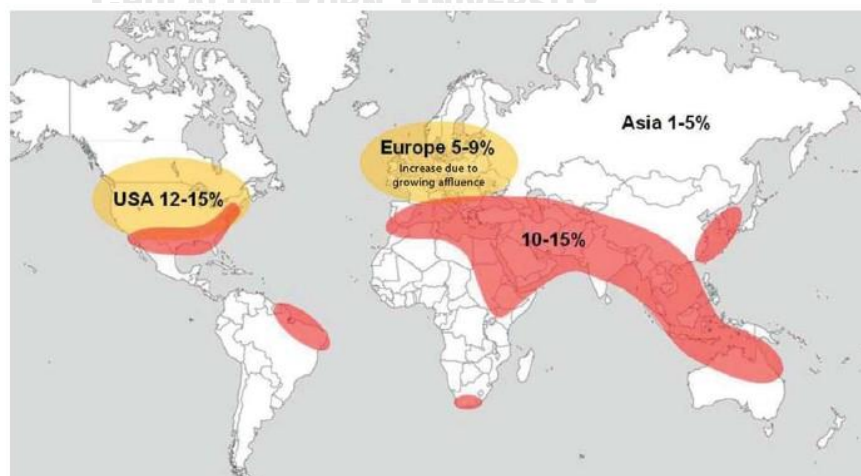 Europe 5-9%
Increase due to
growing affluence
Asia 1-5%
USA 12-15%
10-15%